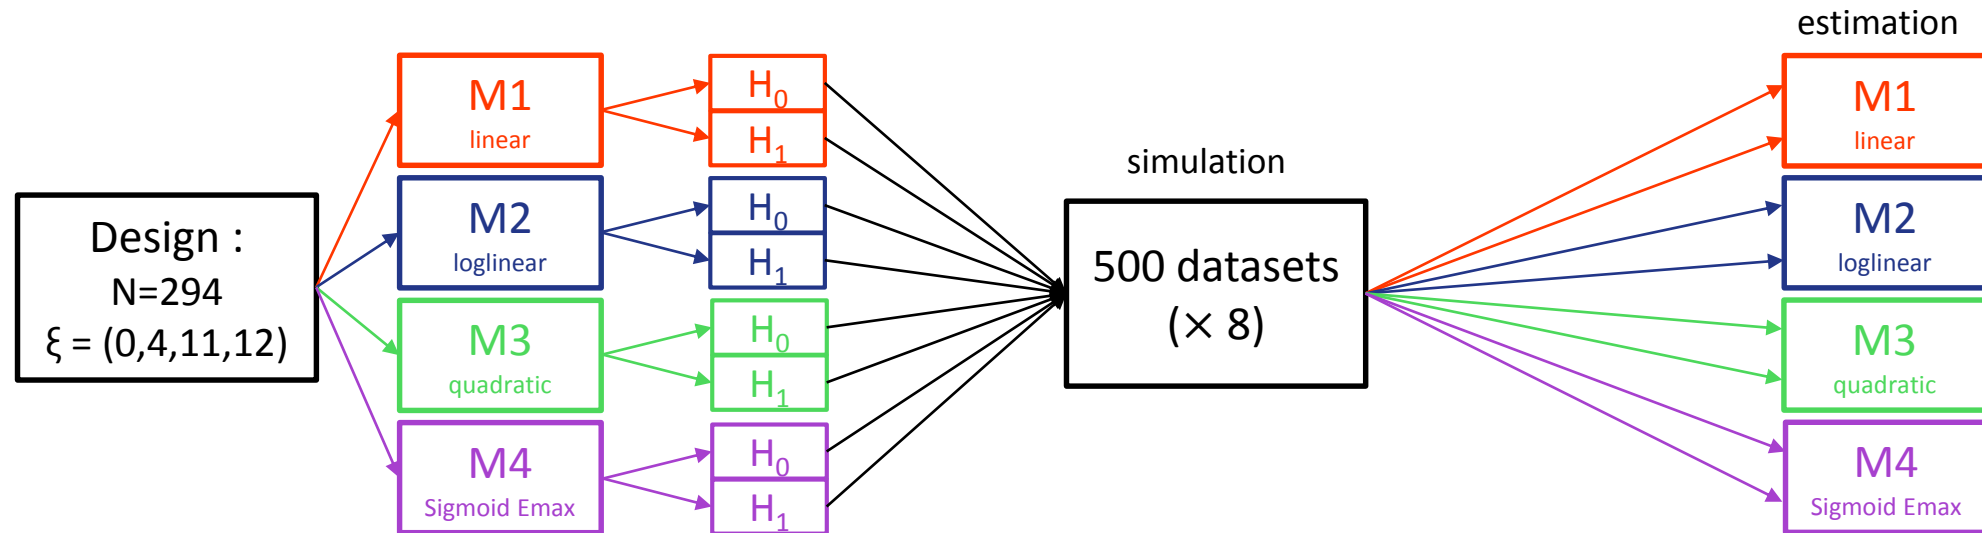 Design :
N=294
ξ = (0,4,11,12)
M1
linear
M2
loglinear
M3
quadratic
M4
Sigmoid Emax
H0
H1
H0
H1
H0
H1
H0
H1
simulation
500 datasets
(× 8)
estimation
M1
linear
M2
loglinear
M3
quadratic
M4
Sigmoid Emax